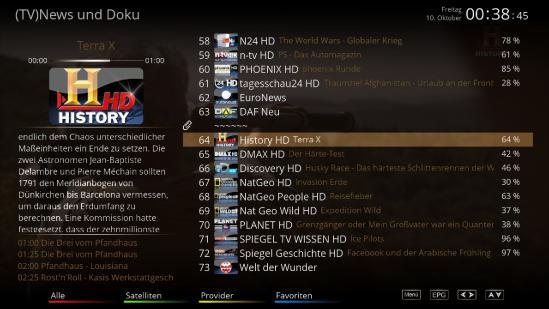 (TV)News und Doku
Freitag
10. Oktober
00:38:45
Terra X
00:00
01:00
HD
HISTORY
endlich dem Chaos unterschiedlicher
Maßeinheiten ein Ende zu setzen. Die
zwei Astronomen Jean-Baptiste
Delambre und Pierre Méchain sollten
1791 den Meridianbogen von
Dünkirchen bis Barcelona vermessen,
um daraus den Erdumfang zu
berechnen. Eine Kommission hatte
festgesetzt, dass der zehnmillionste
01:00 Die Drei vom Pfandhaus
01:25 Die Drei vom Pfandhaus
02:00 Pfandhaus - Louisiana
02:25 Rost'n'Roll - Kasis Werkstattgesch
58 N24 HD The World Wars - Globaler Krieg 78 %
59 n-tv HD PS - Das Automagazin 61 %
60 PHOENIX HD phoenix Runde 85 %
61 tagesschau24 HD Traumziel Afghanistan - Urlaub an der Front 28 %
62 EuroNews
63 DAF Neu
~~~~~~
64 History HD Terra X 64 %
65 DMAX HD Der Härte-Test 42 %
66 Discovery HD Husky Race - Das härteste Schlittenrennen der W 46 %
67 NatGeo HD Invasion Erde 30 %
68 NatGeo People HD Reisefieber 63 %
69 Nat Geo Wild HD Expedition Wild 39 %
70 PLANET HD Grenzgänger oder Mein Großvater war ein Quanten 38 %
71 SPIEGEL TV WISSEN HD Ice Pilots 96 %
72 Spiegel Geschichte HD Facebook und der Arabische Frühling 97 %
73 Welt der Wunder
Alle
Satelliten
Provider
Favoriten
Menü
EPG